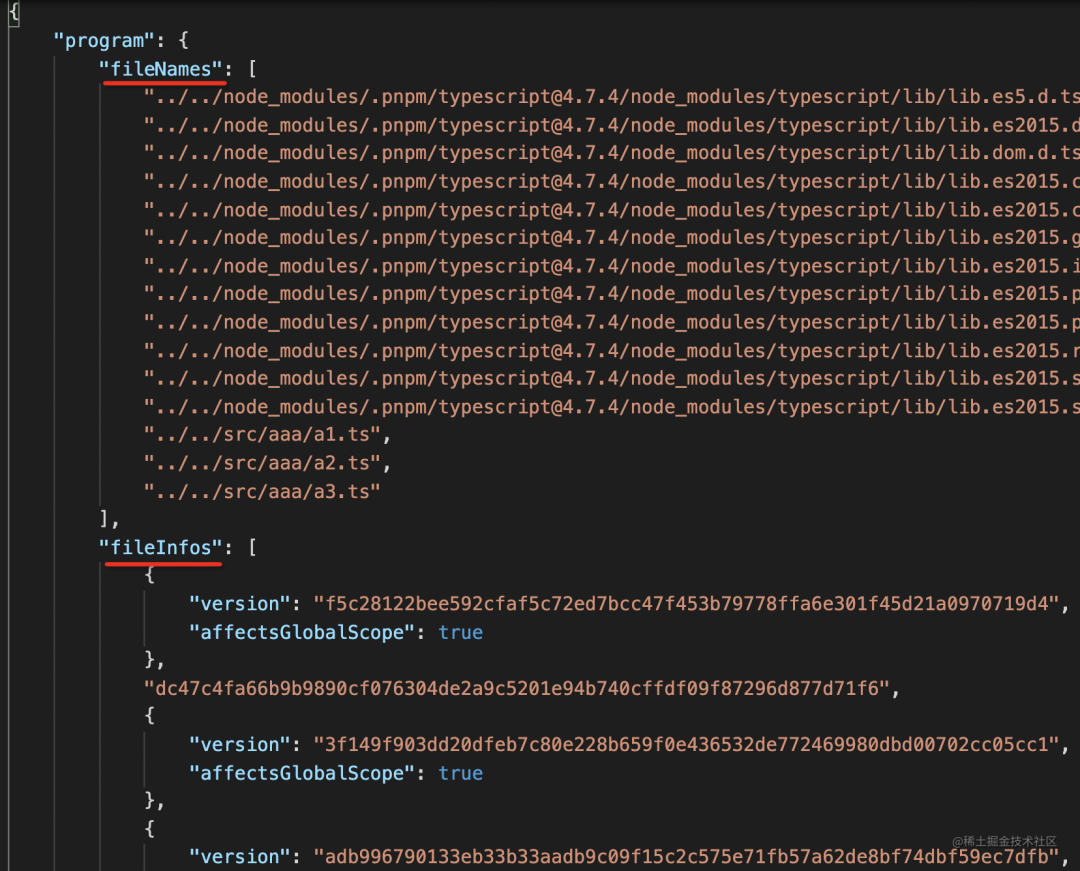 {
"program": {
"fileNames": [
"../../node_modules/.pnpm/typescript@4.7.4/node_modules/typescript/lib/lib.es5.d.ts
"../../node_modules/.pnpm/typescript@4.7.4/node_modules/typescript/lib/lib.es2015.d
"../../node_modules/.pnpm/typescript@4.7.4/node_modules/typescript/lib/lib.dom.d.ts
"../../node_modules/.pnpm/typescript@4.7.4/node_modules/typescript/lib/lib.es2015.c
"../../node_modules/.pnpm/typescript@4.7.4/node_modules/typescript/lib/lib.es2015.c
"../../node_modules/.pnpm/typescript@4.7.4/node_modules/typescript/lib/lib.es2015.g
"../../node_modules/.pnpm/typescript@4.7.4/node_modules/typescript/lib/lib.es2015.i
"../../node_modules/.pnpm/typescript@4.7.4/node_modules/typescript/lib/lib.es2015.p
"../../node_modules/.pnpm/typescript@4.7.4/node_modules/typescript/lib/lib.es2015.p
"../../node_modules/.pnpm/typescript@4.7.4/node_modules/typescript/lib/lib.es2015.r
"../../node_modules/.pnpm/typescript@4.7.4/node_modules/typescript/lib/lib.es2015.s
"../../node_modules/.pnpm/typescript@4.7.4/node_modules/typescript/lib/lib.es2015.s
"../../src/aaa/a1.ts",
"../../src/aaa/a2.ts",
"../../src/aaa/a3.ts"
],
"fileInfos": [
{
"version": "f5c28122bee592cfaf5c72ed7bcc47f453b79778ffa6e301f45d21a0970719d4",
"affectsGlobalScope": true
},
"dc47c4fa66b9b9890cf076304de2a9c5201e94b740cffdf09f87296d877d71f6",
{
"version": "3f149f903dd20dfeb7c80e228b659f0e436532de772469980dbd00702cc05cc1",
"affectsGlobalScope": true
},
{
"version": "adb996790133eb33b33aadb9c09f15c2c575e71fb57a62de8bf74dbf59ec7dfb",
@稀土掘金技术社区